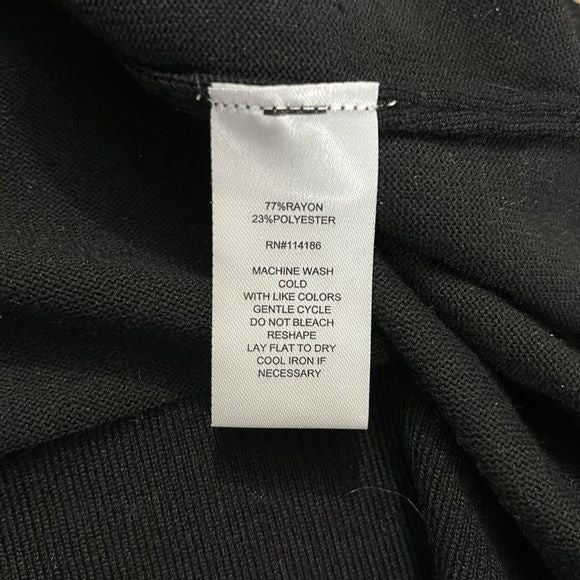 77%RAYON
23%POLYESTER
RN#114186
MACHINE WASH
COLD
WITH LIKE COLORS
GENTLE CYCLE
DO NOT BLEACH
RESHAPE
LAY FLAT TO DRY
COOL IRON IF
NECESSARY